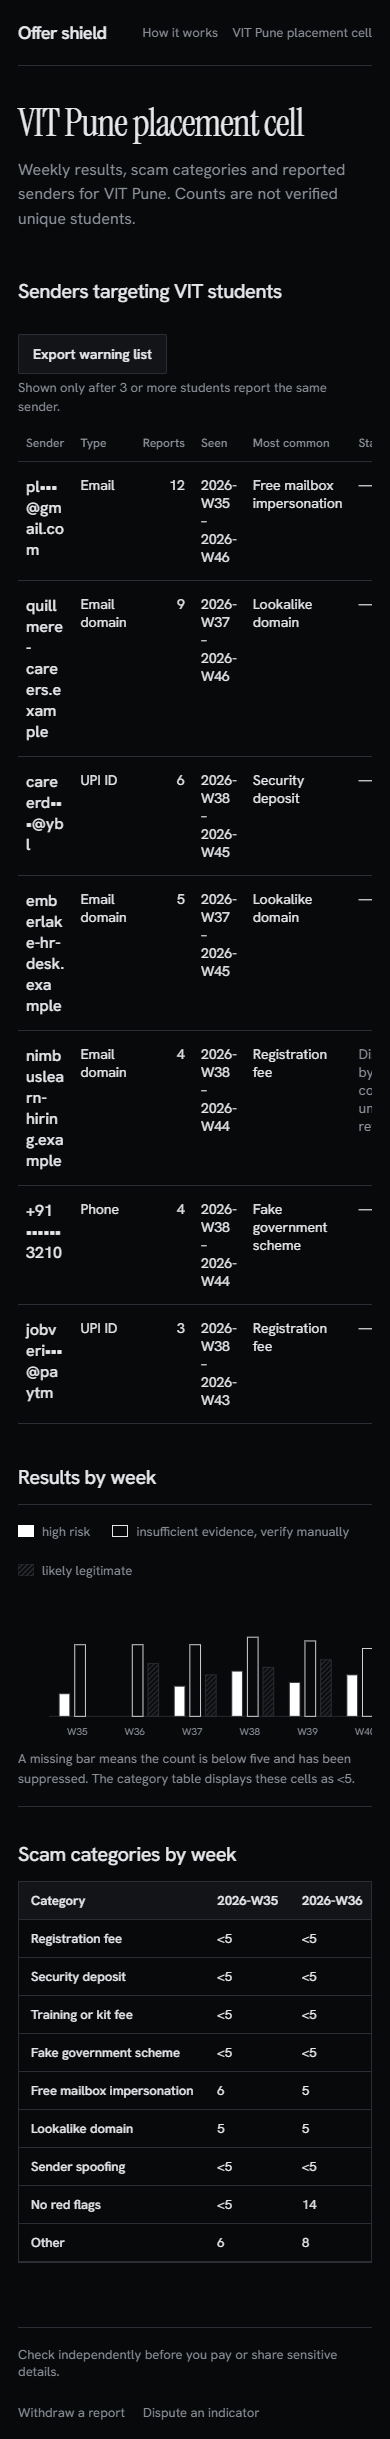 Offer shield How it works VIT Pune placement cell
VIT Pune placement cell
Weekly results, scam categories and reported
senders for VIT Pune. Counts are not verified
unique students.
Senders targeting VIT students
Export warning list
Shown only after 3 or more students report the same
sender.
Sender Type Reports Seen Most common Sta
pl▪▪▪ Email 12 2026- Free mailbox —
@gm W35 impersonation
ail.co –
m 2026-
W46
quill Email 9 2026- Lookalike —
mere domain W37 domain
- –
care 2026-
ers.e W46
xam
ple
care UPI ID 6 2026- Security —
erd▪▪ W38 deposit
▪@yb –
l 2026-
W45
emb Email 5 2026- Lookalike —
erlak domain W37 domain
e-hr- –
desk. 2026-
exa W45
mple
nimb Email 4 2026- Registration Di
uslea domain W38 fee by
rn- – co
hirin 2026- un
g.exa W44 re
mple
+91 Phone 4 2026- Fake —
▪▪▪▪▪▪ W38 government
3210 – scheme
2026-
W44
jobv UPI ID 3 2026- Registration —
eri▪▪▪ W38 fee
@pa –
ytm 2026-
W43
Results by week
high risk insufficient evidence, verify manually
likely legitimate
W35 W36 W37 W38 W39 W40
A missing bar means the count is below five and has been
suppressed. The category table displays these cells as <5.
Scam categories by week
Category 2026-W35 2026-W36
Registration fee <5 <5
Security deposit <5 <5
Training or kit fee <5 <5
Fake government scheme <5 <5
Free mailbox impersonation 6 5
Lookalike domain 5 5
Sender spoofing <5 <5
No red flags <5 14
Other 6 8
Check independently before you pay or share sensitive
details.
Withdraw a report Dispute an indicator